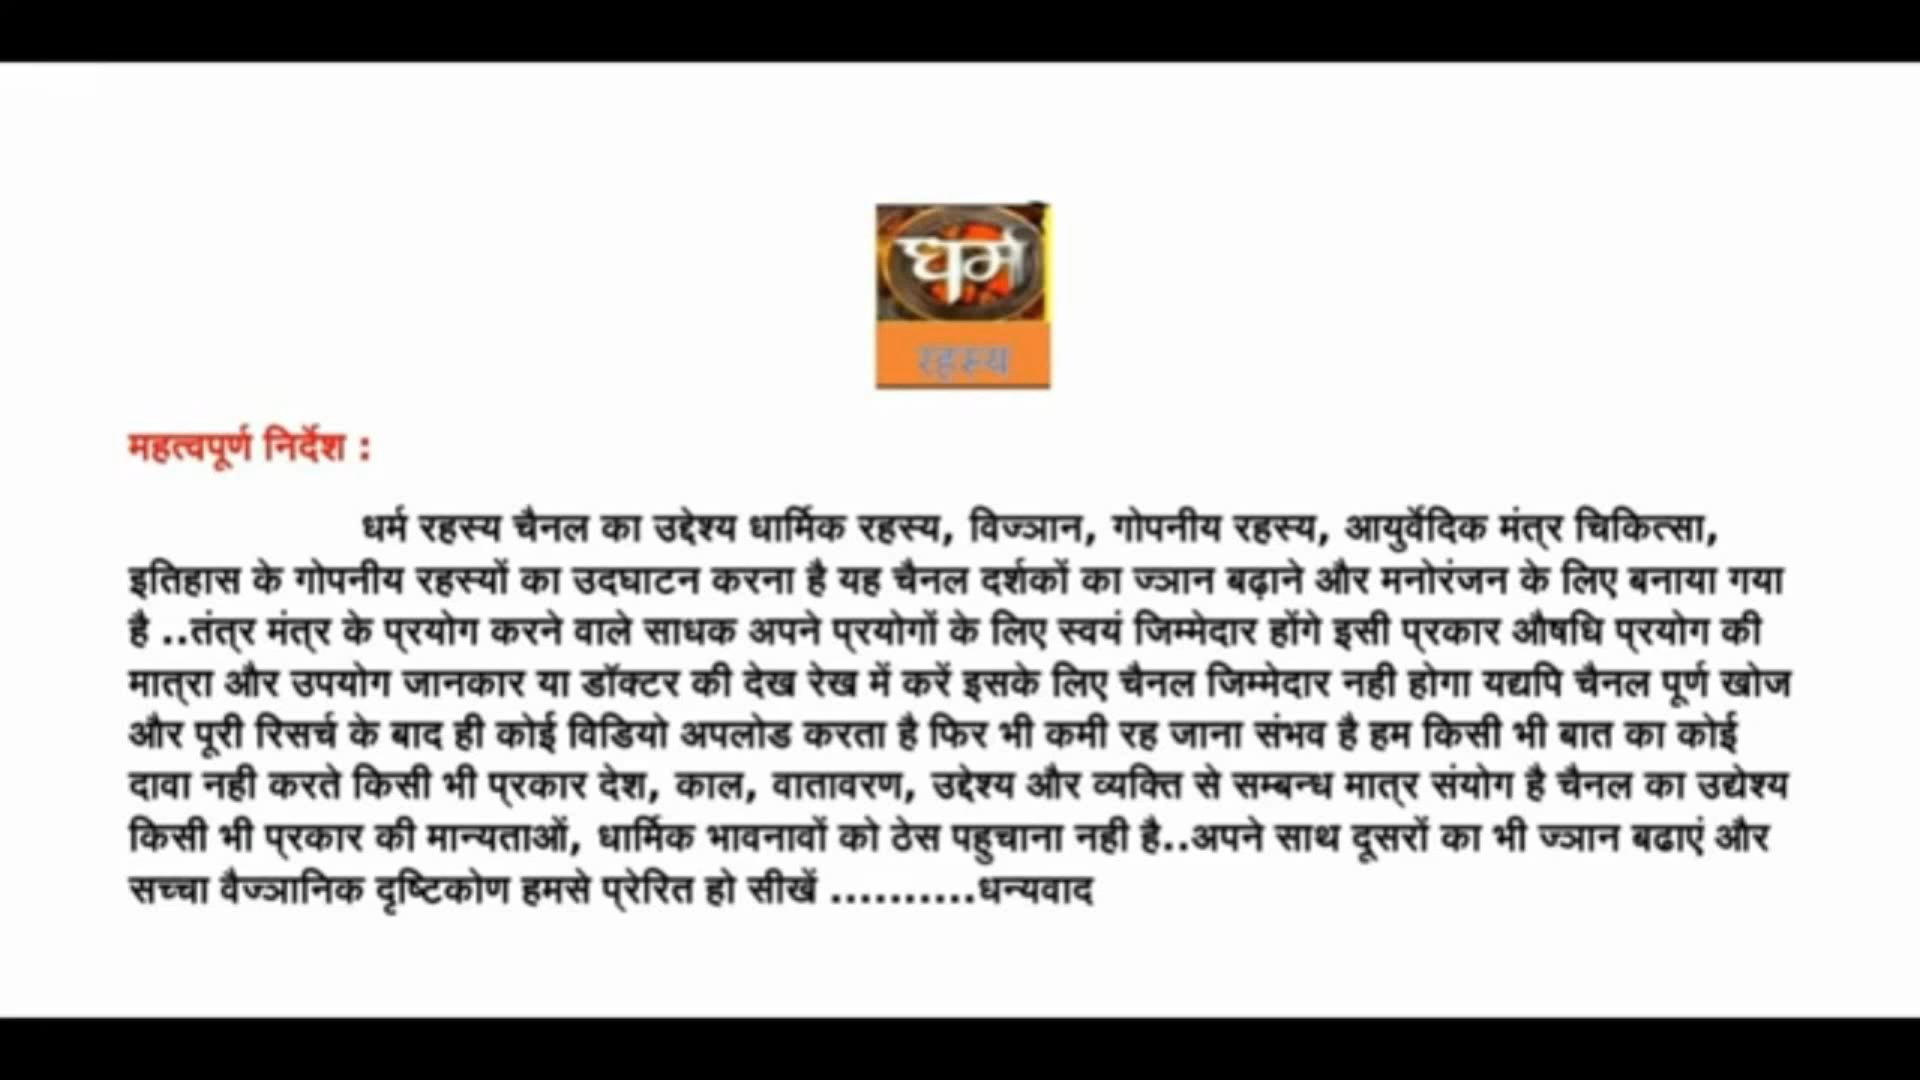 धर्म
रहस्य
महत्वपूर्ण निर्देश :
धर्म रहस्य चैनल का उद्देश्य धार्मिक रहस्य, विज्ञान, गोपनीय रहस्य, आयुर्वेदिक मंत्र चिकित्सा,
इतिहास के गोपनीय रहस्यों का उदघाटन करना है यह चैनल दर्शकों का ज्ञान बढ़ाने और मनोरंजन के लिए बनाया गया
है ..तंत्र मंत्र के प्रयोग करने वाले साधक अपने प्रयोगों के लिए स्वयं जिम्मेदार होंगे इसी प्रकार औषधि प्रयोग की
मात्रा और उपयोग जानकार या डॉक्टर की देख रेख में करें इसके लिए चैनल जिम्मेदार नही होगा यद्यपि चैनल पूर्ण खोज
और पूरी रिसर्च के बाद ही कोई विडियो अपलोड करता है फिर भी कमी रह जाना संभव है हम किसी भी बात का कोई
दावा नही करते किसी भी प्रकार देश, काल, वातावरण, उद्देश्य और व्यक्ति से सम्बन्ध मात्र संयोग है चैनल का उद्येश्य
किसी भी प्रकार की मान्यताओं, धार्मिक भावनावों को ठेस पहुचाना नही है..अपने साथ दूसरों का भी ज्ञान बढाएं और
सच्चा वैज्ञानिक दृष्टिकोण हमसे प्रेरित हो सीखें ..........धन्यवाद